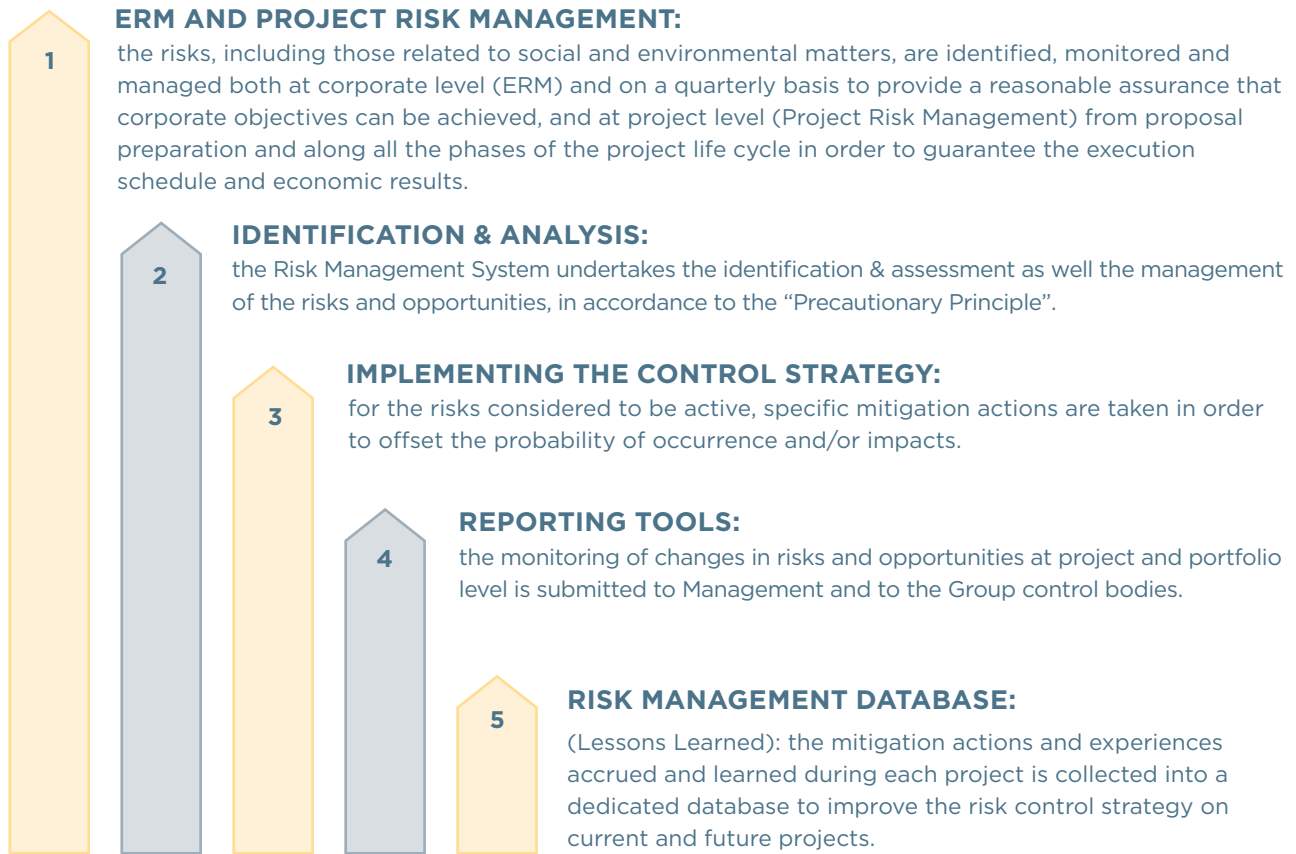 1
ERM AND PROJECT RISK MANAGEMENT:
the risks, including those related to social and environmental matters, are identified, monitored and
managed both at corporate level (ERM) and on a quarterly basis to provide a reasonable assurance that
corporate objectives can be achieved, and at project level (Project Risk Management) from proposal
preparation and along all the phases of the project life cycle in order to guarantee the execution
schedule and economic results.
2
IDENTIFICATION & ANALYSIS:
the Risk Management System undertakes the identification & assessment as well the management
of the risks and opportunities, in accordance to the “Precautionary Principle”.
3
IMPLEMENTING THE CONTROL STRATEGY:
for the risks considered to be active, specific mitigation actions are taken in order
to offset the probability of occurrence and/or impacts.
4
REPORTING TOOLS:
the monitoring of changes in risks and opportunities at project and portfolio
level is submitted to Management and to the Group control bodies.
5
RISK MANAGEMENT DATABASE:
(Lessons Learned): the mitigation actions and experiences
accrued and learned during each project is collected into a
dedicated database to improve the risk control strategy on
current and future projects.